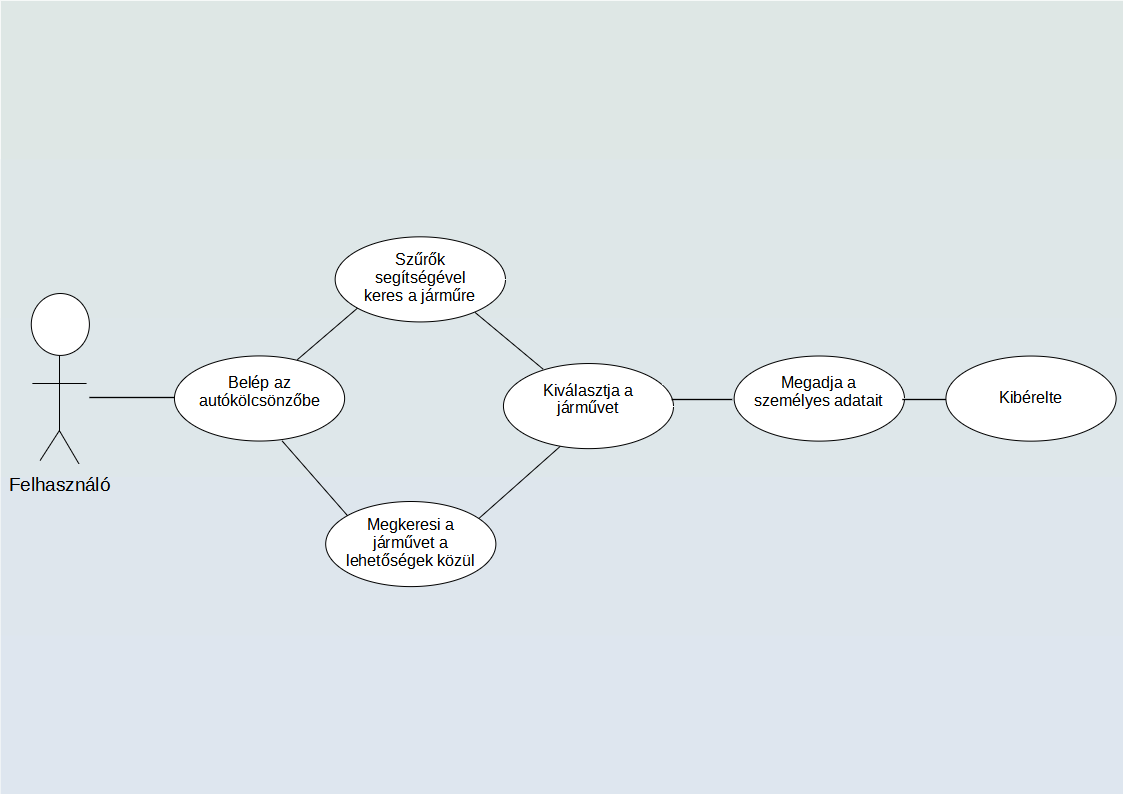 Szűrők
segítségével
keres a járműre
Felhasználó
Belép az
autókölcsönzőbe
Megkeresi a
járművet a
lehetőségek közül
Kiválasztja a
járművet
Megadja a
személyes adatait
Kibérelte